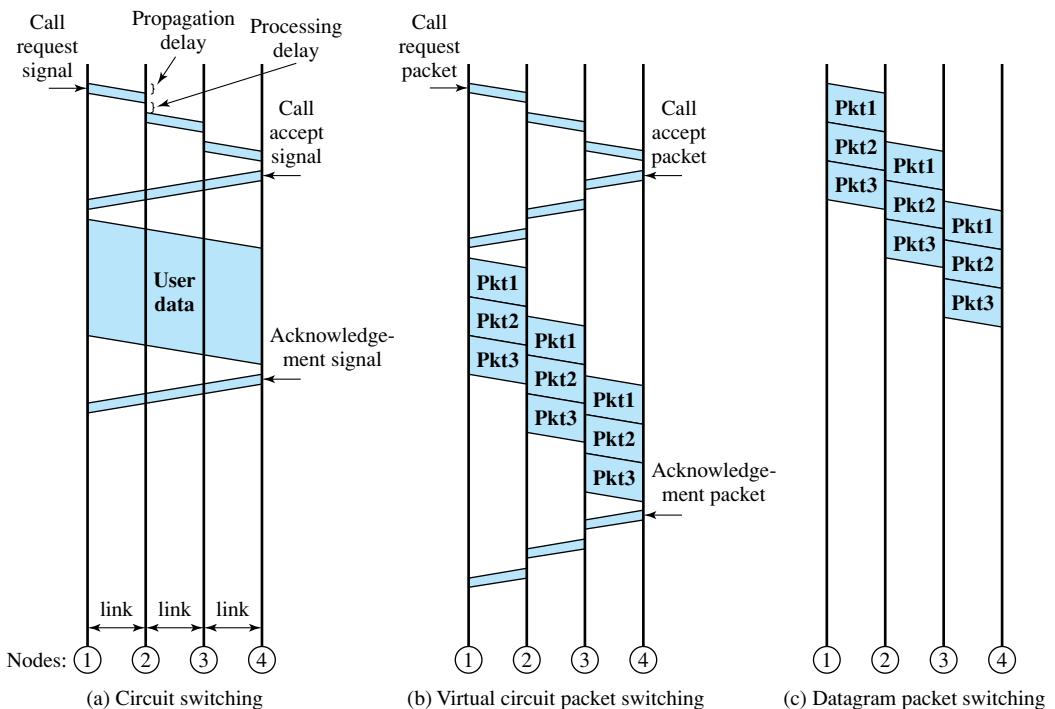 Call
request
signal
Propagation
delay
Processing
delay
Call
accept
signal
User
data
Acknowledge-
ment signal
link
link
link
Nodes: 1 2 3 4
(a) Circuit switching
Call
request
packet
Call
accept
packet
Pkt1
Pkt2
Pkt3
Pkt1
Pkt2
Pkt3
Pkt1
Pkt2
Pkt3
Acknowledge-
ment packet
1 2 3 4
(b) Virtual circuit packet switching
Pkt1
Pkt2
Pkt3
Pkt1
Pkt2
Pkt3
Pkt1
Pkt2
Pkt3
1 2 3 4
(c) Datagram packet switching